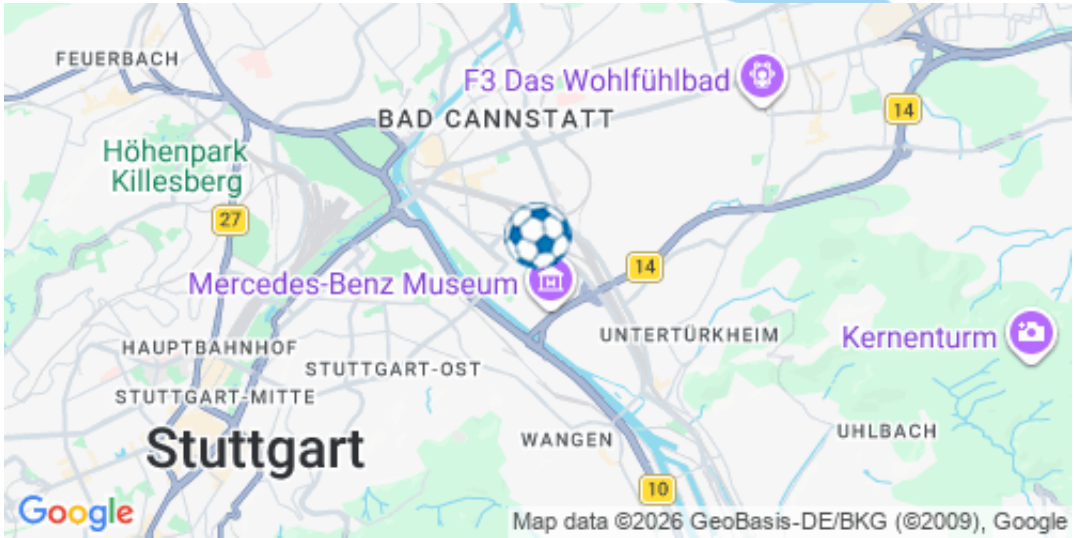 FEUERBACH
F3 Das Wohlfühlbad
14
BAD CANNSTATT
Höhenpark
Killesberg
27
14
Mercedes-Benz Museum
UNTERTÜRKHEIM
Kernenturm
HAUPTBAHNHOF
STUTTGART-OST
STUTTGART-MITTE
UHLBACH
WANGEN
Stuttgart
10
Google
Map data ©2026 GeoBasis-DE/BKG (©2009), Google